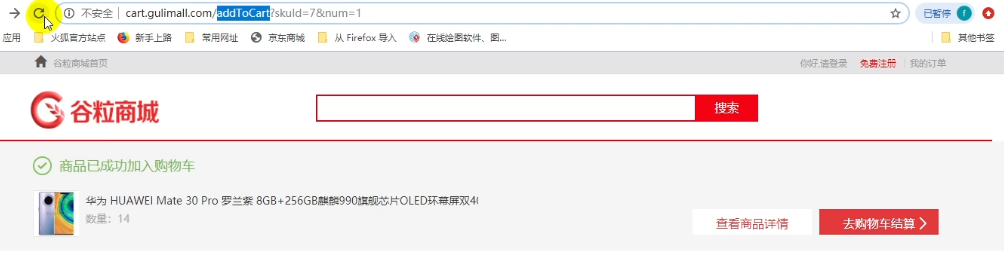 不安全 | cart.gulimall.com/addToCart?skuId=7&num=1
已暂停
应用 火狐官方站点 新手上路 常用网址 京东商城 从 Firefox 导入 在线绘图软件、图... 其他书签
谷粒商城首页 你好,请登录 免费注册 我的订单
谷粒商城 搜索
商品已成功加入购物车
华为 HUAWEI Mate 30 Pro 罗兰紫 8GB+256GB麒麟990旗舰芯片OLED环幕屏双40
数量：14
查看商品详情 去购物车结算